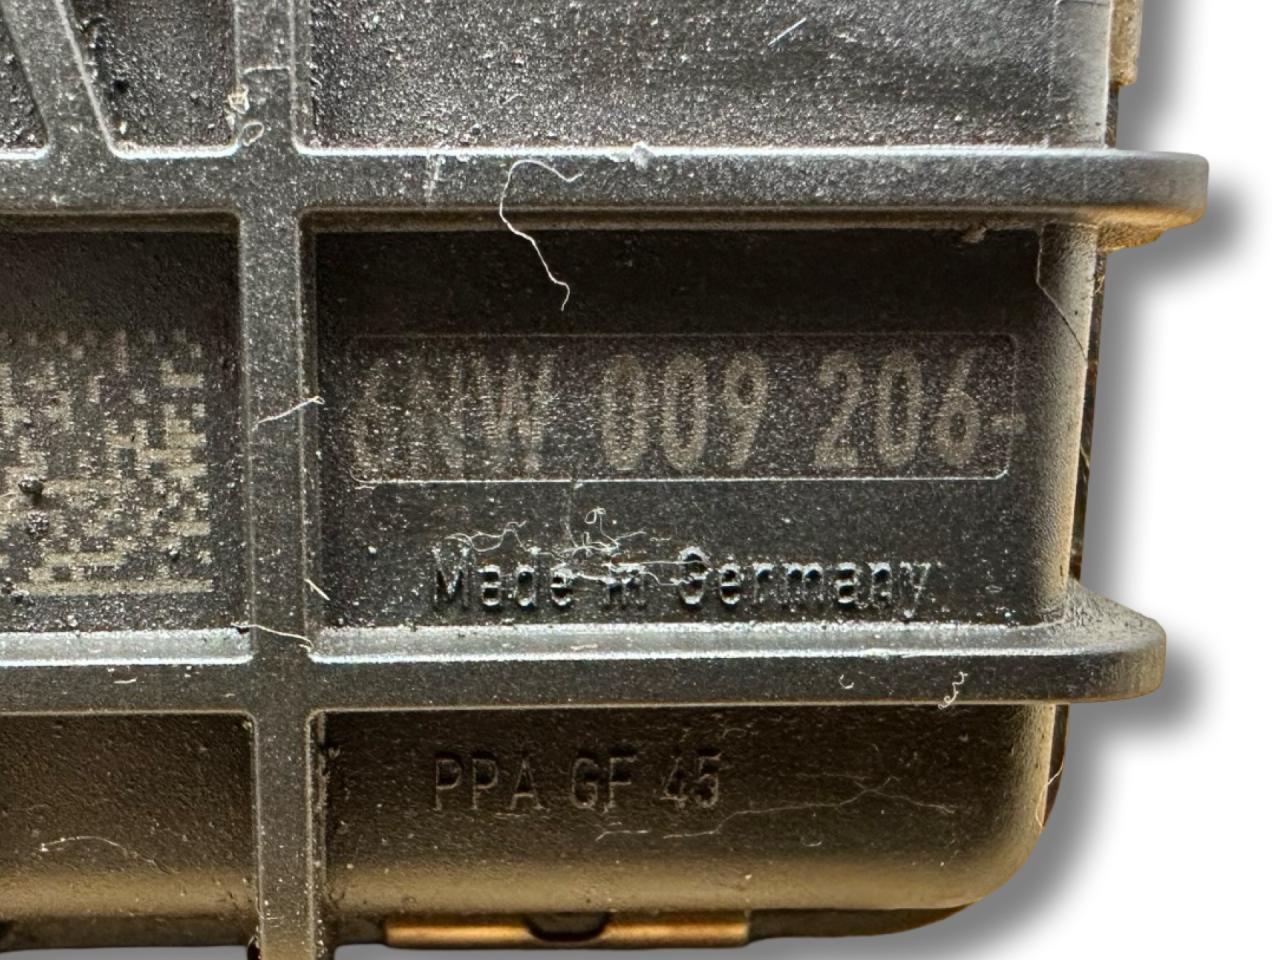 6NW 009 206-
Made in Germany
PPA GF 45